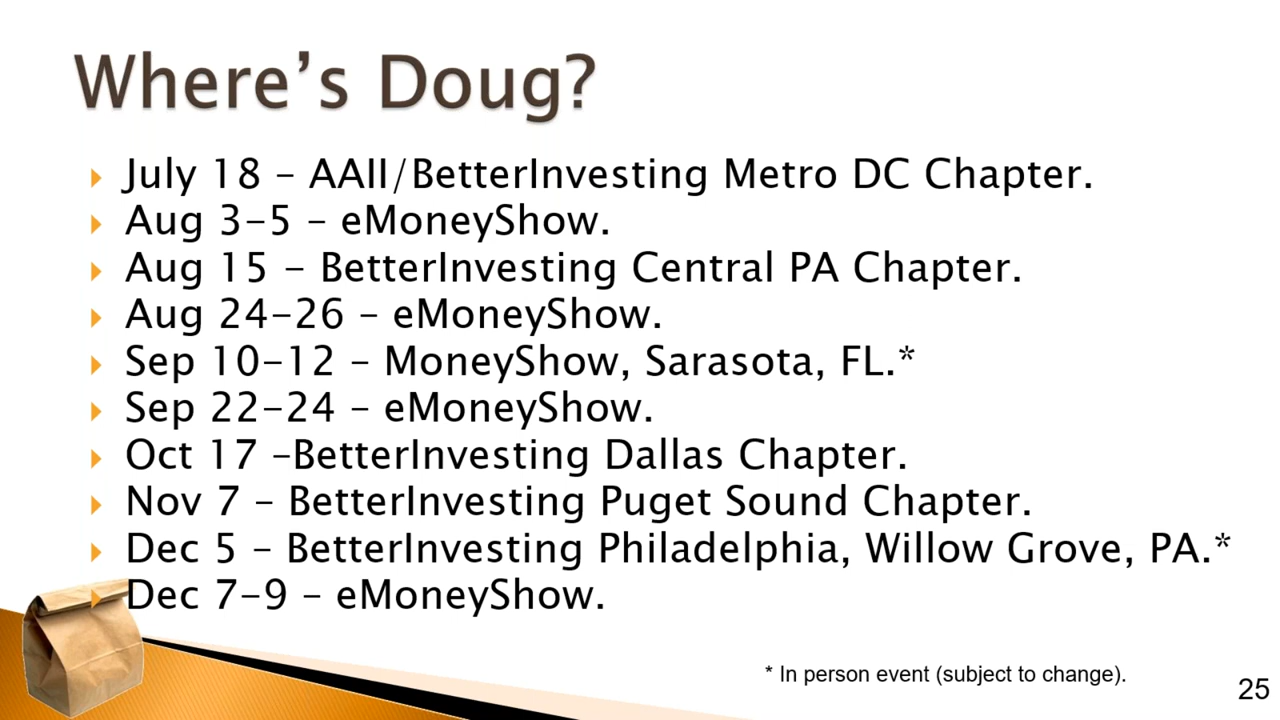 Where’s Doug?
July 18 – AAII/BetterInvesting Metro DC Chapter.
Aug 3–5 – eMoneyShow.
Aug 15 – BetterInvesting Central PA Chapter.
Aug 24–26 – eMoneyShow.
Sep 10–12 – MoneyShow, Sarasota, FL.*
Sep 22–24 – eMoneyShow.
Oct 17 –BetterInvesting Dallas Chapter.
Nov 7 – BetterInvesting Puget Sound Chapter.
Dec 5 – BetterInvesting Philadelphia, Willow Grove, PA.*
Dec 7–9 – eMoneyShow.
* In person event (subject to change).
25